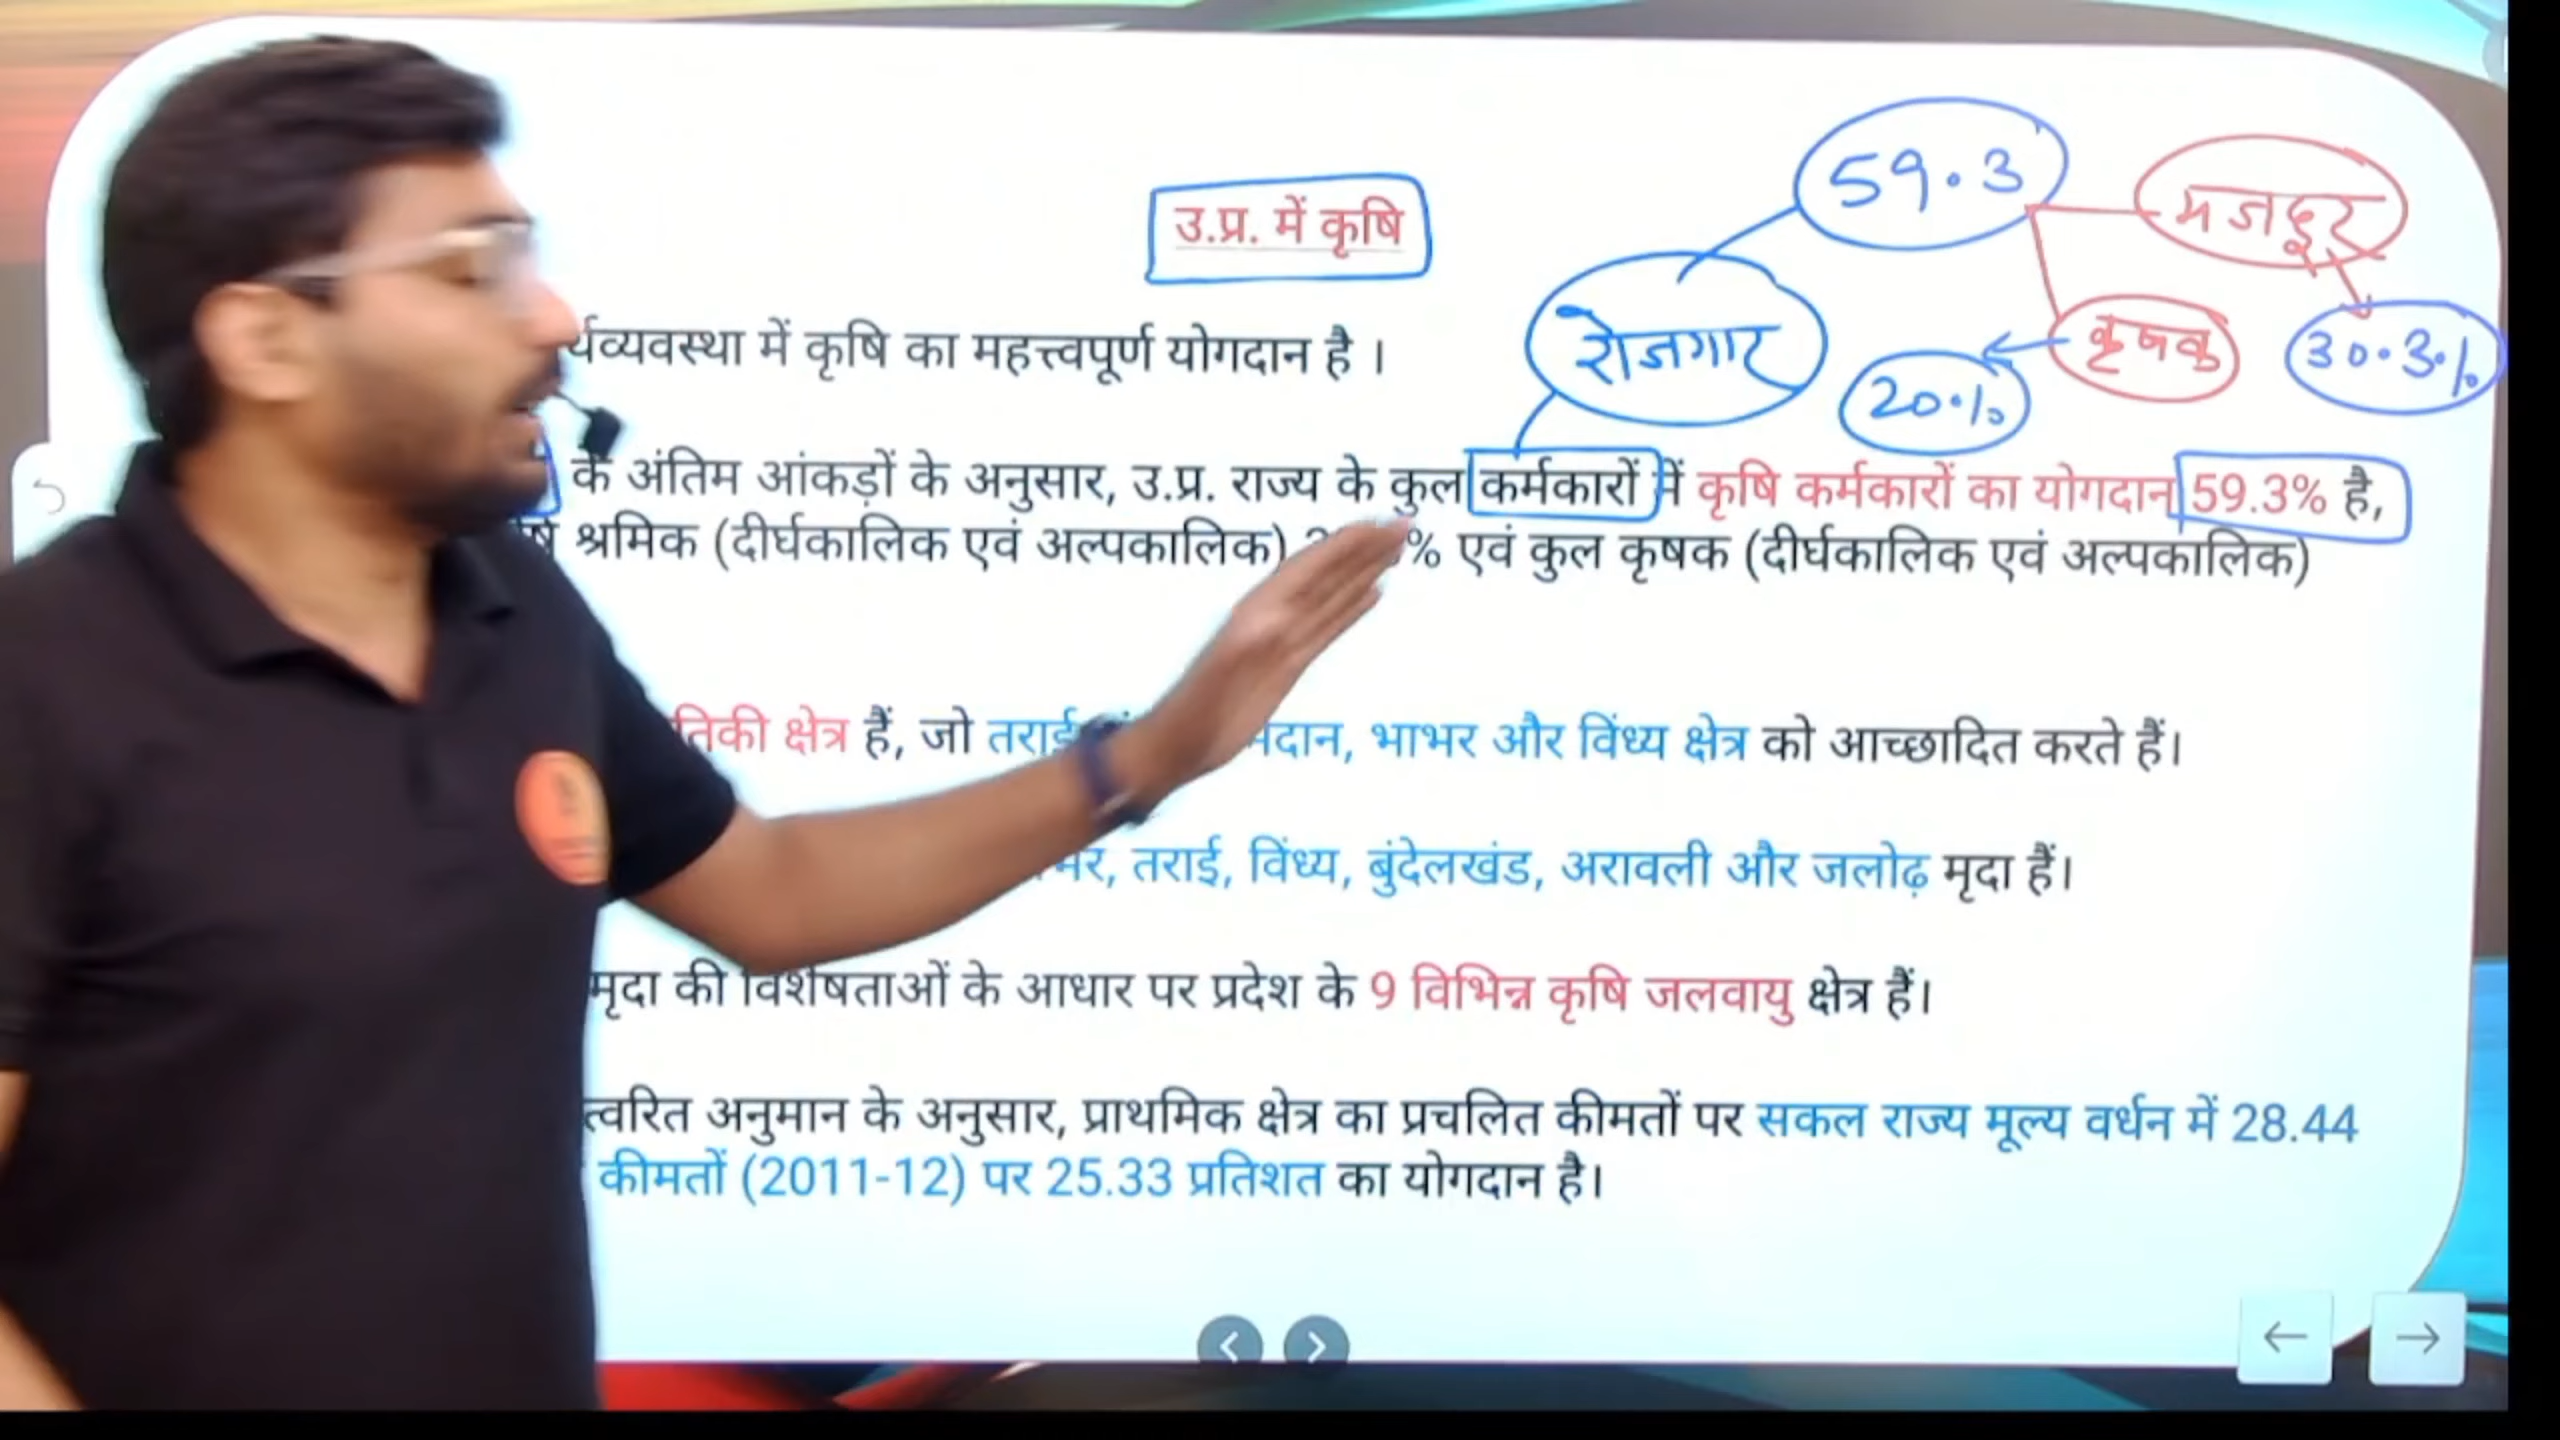 59.3
मजदूर
उ.प्र. में कृषि
रोजगार
कृषक
30.3%
20%
में कृषि का महत्त्वपूर्ण योगदान है ।
के अंतिम आंकड़ों के अनुसार, उ.प्र. राज्य के कुल कर्मकारों में कृषि कर्मकारों का योगदान 59.3% है,
श्रमिक (दीर्घकालिक एवं अल्पकालिक) % एवं कुल कृषक (दीर्घकालिक एवं अल्पकालिक)
क्षेत्र हैं, जो तराई भाभर और विंध्य क्षेत्र को आच्छादित करते हैं।
तराई, विंध्य, बुंदेलखंड, अरावली और जलोढ़ मृदा हैं।
मृदा की विशेषताओं के आधार पर प्रदेश के 9 विभिन्न कृषि जलवायु क्षेत्र हैं।
त्वरित अनुमान के अनुसार, प्राथमिक क्षेत्र का प्रचलित कीमतों पर सकल राज्य मूल्य वर्धन में 28.44
कीमतों (2011-12) पर 25.33 प्रतिशत का योगदान है।